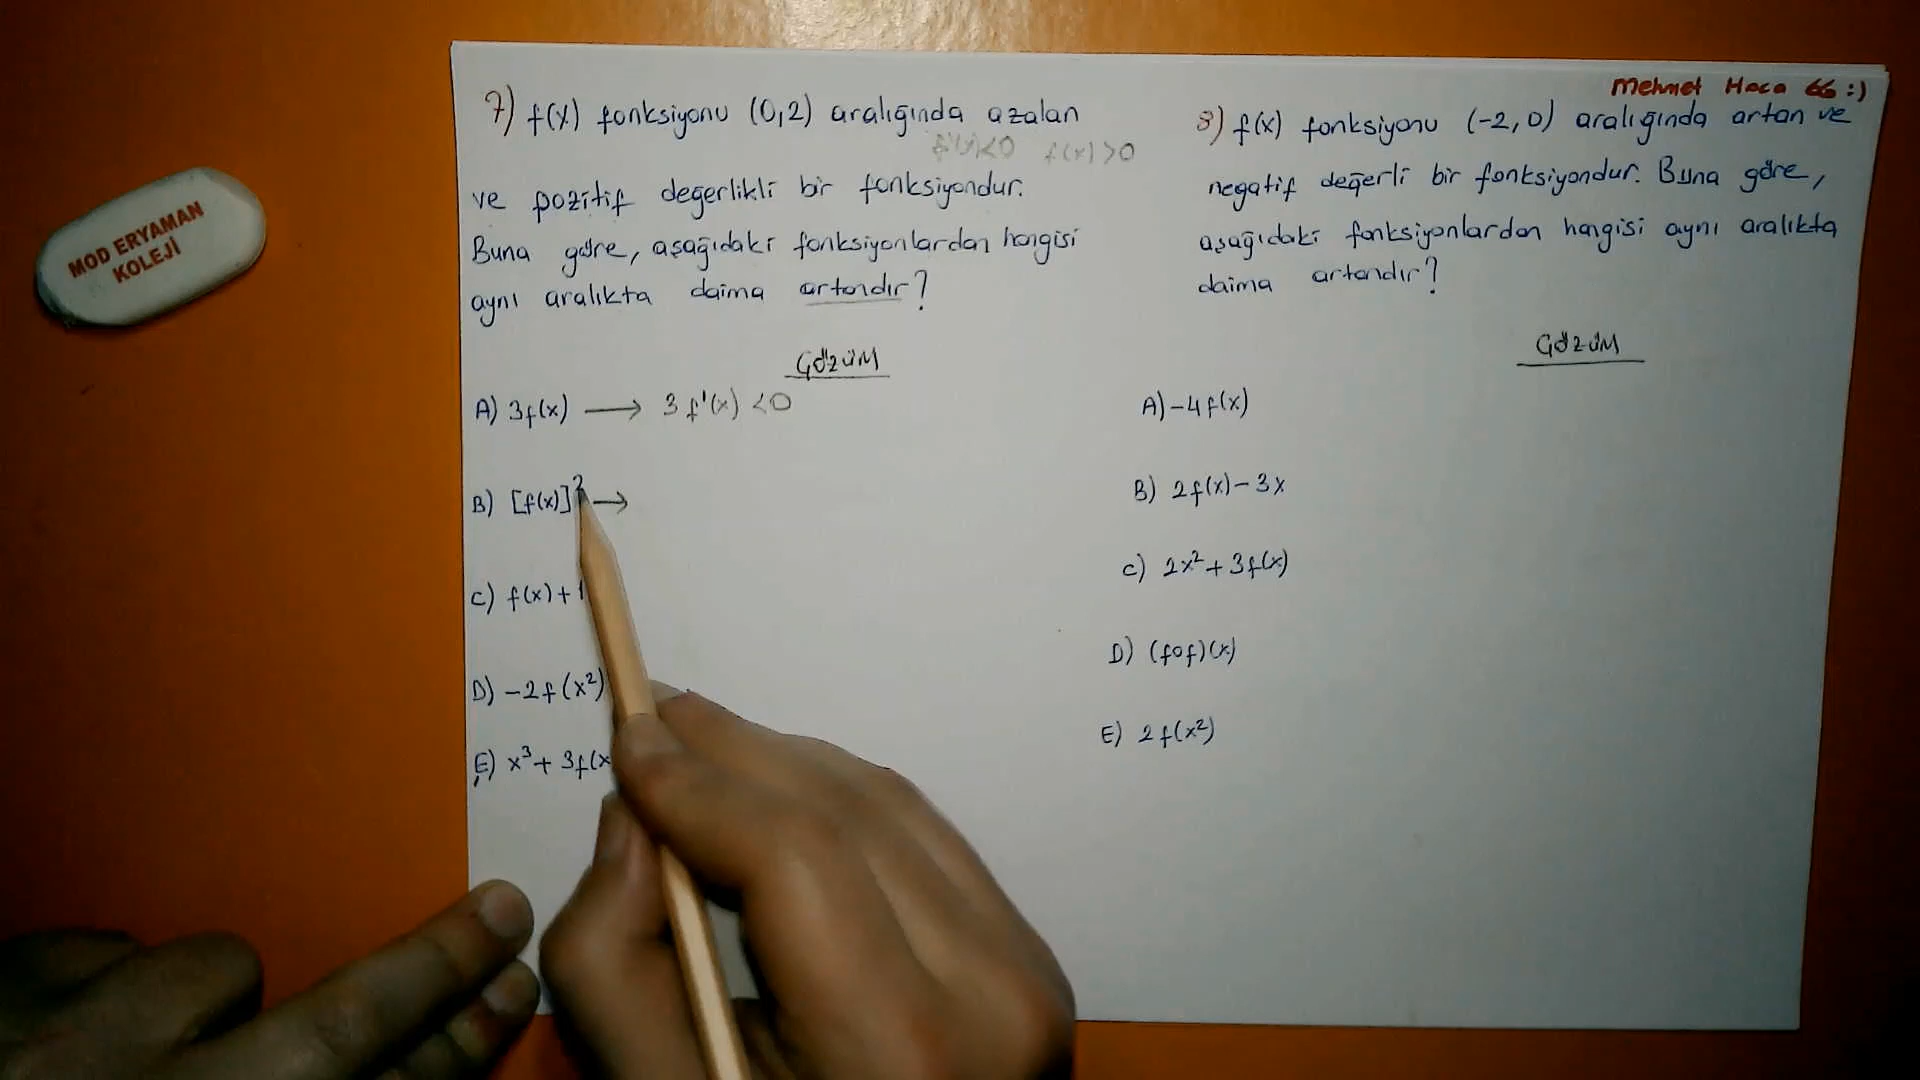 MOD ERYAMAN
KOLEJİ
Mehmet Hoca 66 :)
7) f(x) fonksiyonu (0,2) aralığında azalan
f'(x)<0 f(x)>0
ve pozitif değerlikli bir fonksiyondur.
Buna göre, aşağıdaki fonksiyonlardan hangisi
aynı aralıkta daima artandır?
ÇÖZÜM
A) 3f(x) → 3f'(x) <0
B) [f(x)]² →
C) f(x)+1
D) -2f(x²)
E) x³+ 3f(x
8) f(x) fonksiyonu (-2,0) aralığında artan ve
negatif değerli bir fonksiyondur. Buna göre,
aşağıdaki fonksiyonlardan hangisi aynı aralıkta
daima artandır?
ÇÖZÜM
A) -4f(x)
B) 2f(x)-3x
C) 2x²+3f(x)
D) (fof)(x)
E) 2f(x²)